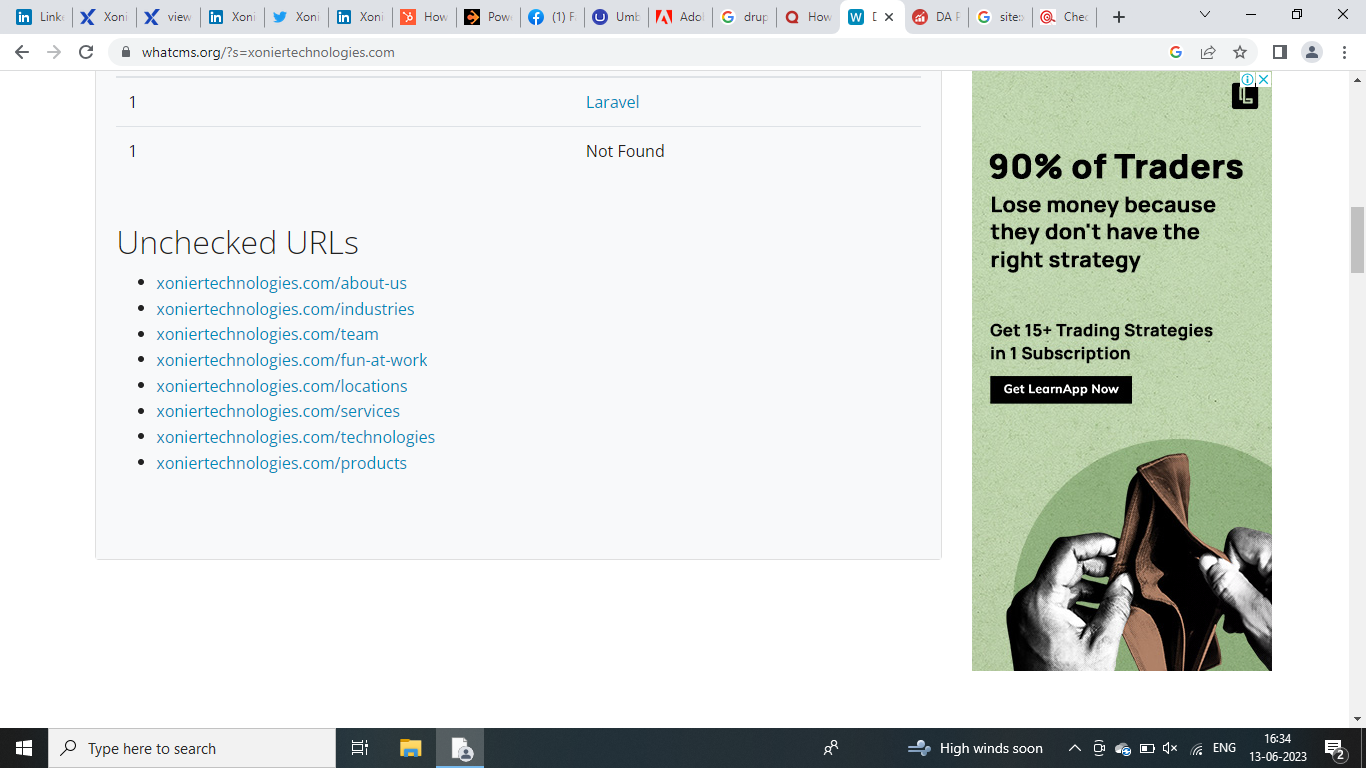 Linke
Xoni
view
Xoni
Xoni
Xoni
How
Powe
(1) F
Umb
Ado
drup
How
DA P
site:
Chec
whatcms.org/?s=xoniertechnologies.com
1 Laravel
1 Not Found
Unchecked URLs
xoniertechnologies.com/about-us
xoniertechnologies.com/industries
xoniertechnologies.com/team
xoniertechnologies.com/fun-at-work
xoniertechnologies.com/locations
xoniertechnologies.com/services
xoniertechnologies.com/technologies
xoniertechnologies.com/products
90% of Traders
Lose money because
they don't have the
right strategy
Get 15+ Trading Strategies
in 1 Subscription
Get LearnApp Now
Type here to search
High winds soon
ENG
16:34
13-06-2023
2